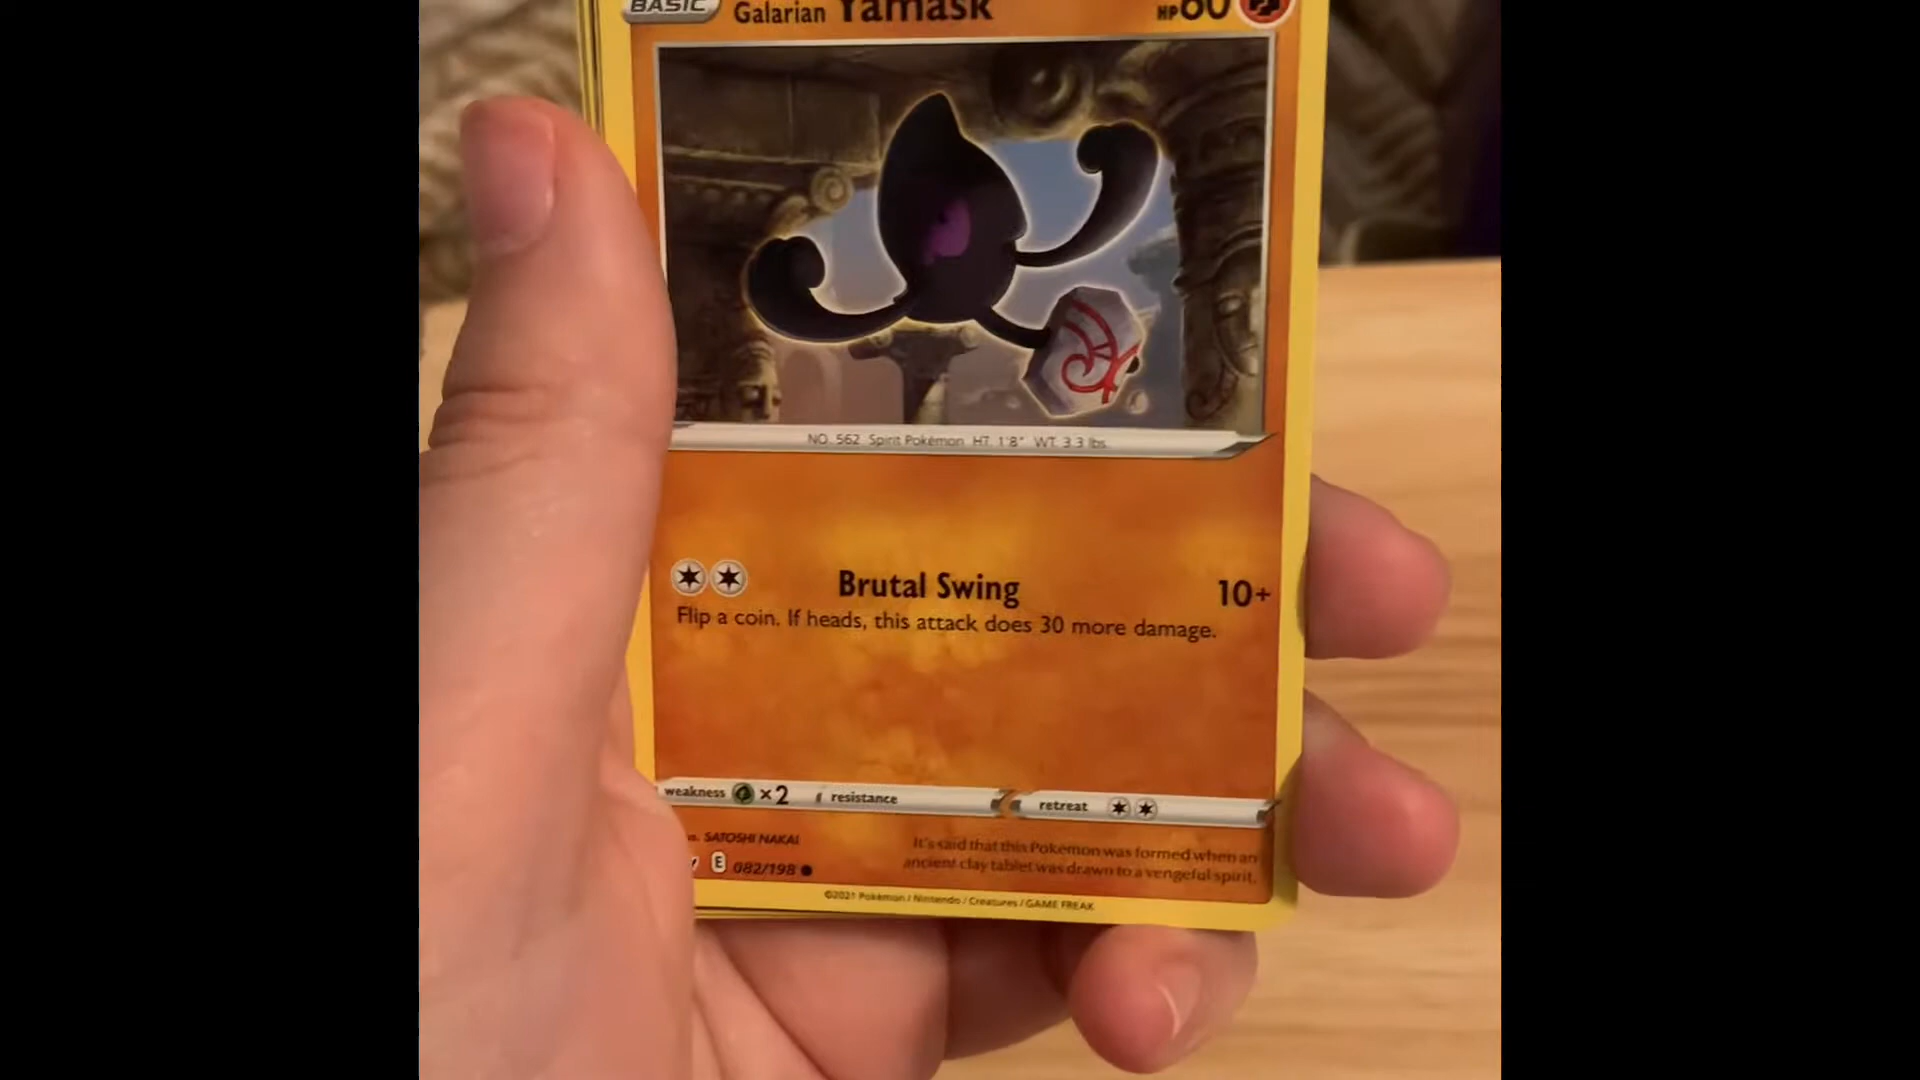 BASIC Galarian Yamask HP60
NO. 562 Spirit Pokémon HT. 1'8" WT. 3.3 lbs.
Brutal Swing 10+
Flip a coin. If heads, this attack does 30 more damage.
weakness ×2 resistance retreat
SATOSHI NAKAI
E 082/198
It's said that this Pokémon was formed when an
ancient clay tablet was drawn to a vengeful spirit.
©2021 Pokémon / Nintendo / Creatures / GAME FREAK